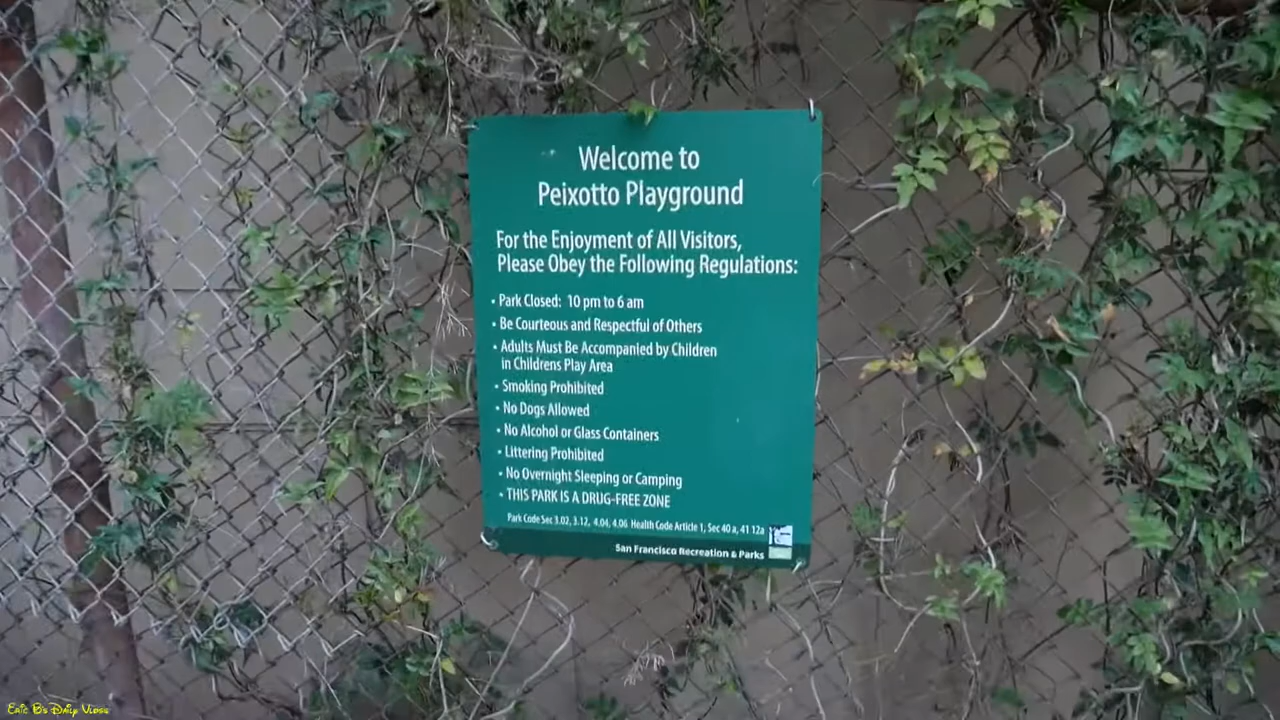 Welcome to
Peixotto Playground
For the Enjoyment of All Visitors,
Please Obey the Following Regulations:
• Park Closed: 10 pm to 6 am
• Be Courteous and Respectful of Others
• Adults Must Be Accompanied by Children
in Childrens Play Area
• Smoking Prohibited
• No Dogs Allowed
• No Alcohol or Glass Containers
• Littering Prohibited
• No Overnight Sleeping or Camping
• THIS PARK IS A DRUG-FREE ZONE
Park Code Sec 3.02, 3.12, 4.04, 4.06 Health Code Article 1, Sec 40 a, 41 12a
San Francisco Recreation & Parks
Eric B's Daily Vlogs